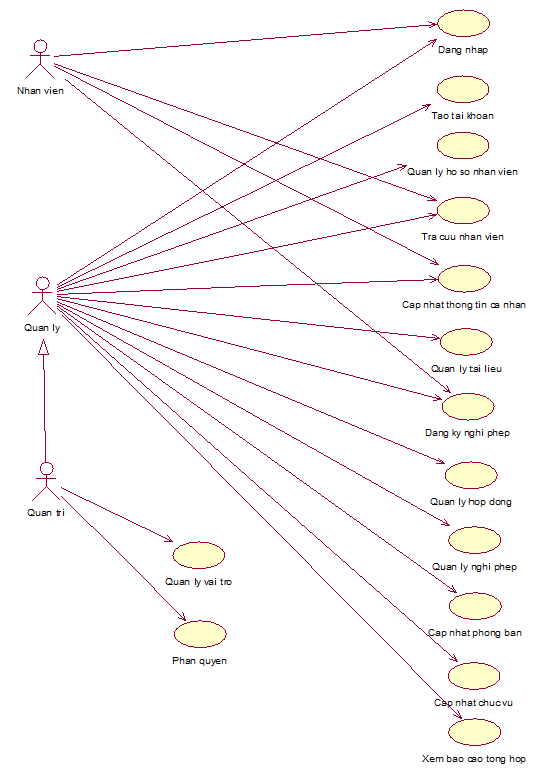 Dang nhap
Nhan vien
Tao tai khoan
Quan ly ho so nhan vien
Tra cuu nhan vien
Cap nhat thong tin ca nhan
Quan ly
Quan ly tai lieu
Dang ky nghi phep
Quan ly hop dong
Quan tri
Quan ly nghi phep
Quan ly vai tro
Cap nhat phong ban
Phan quyen
Cap nhat chuc vu
Xem bao cao tong hop